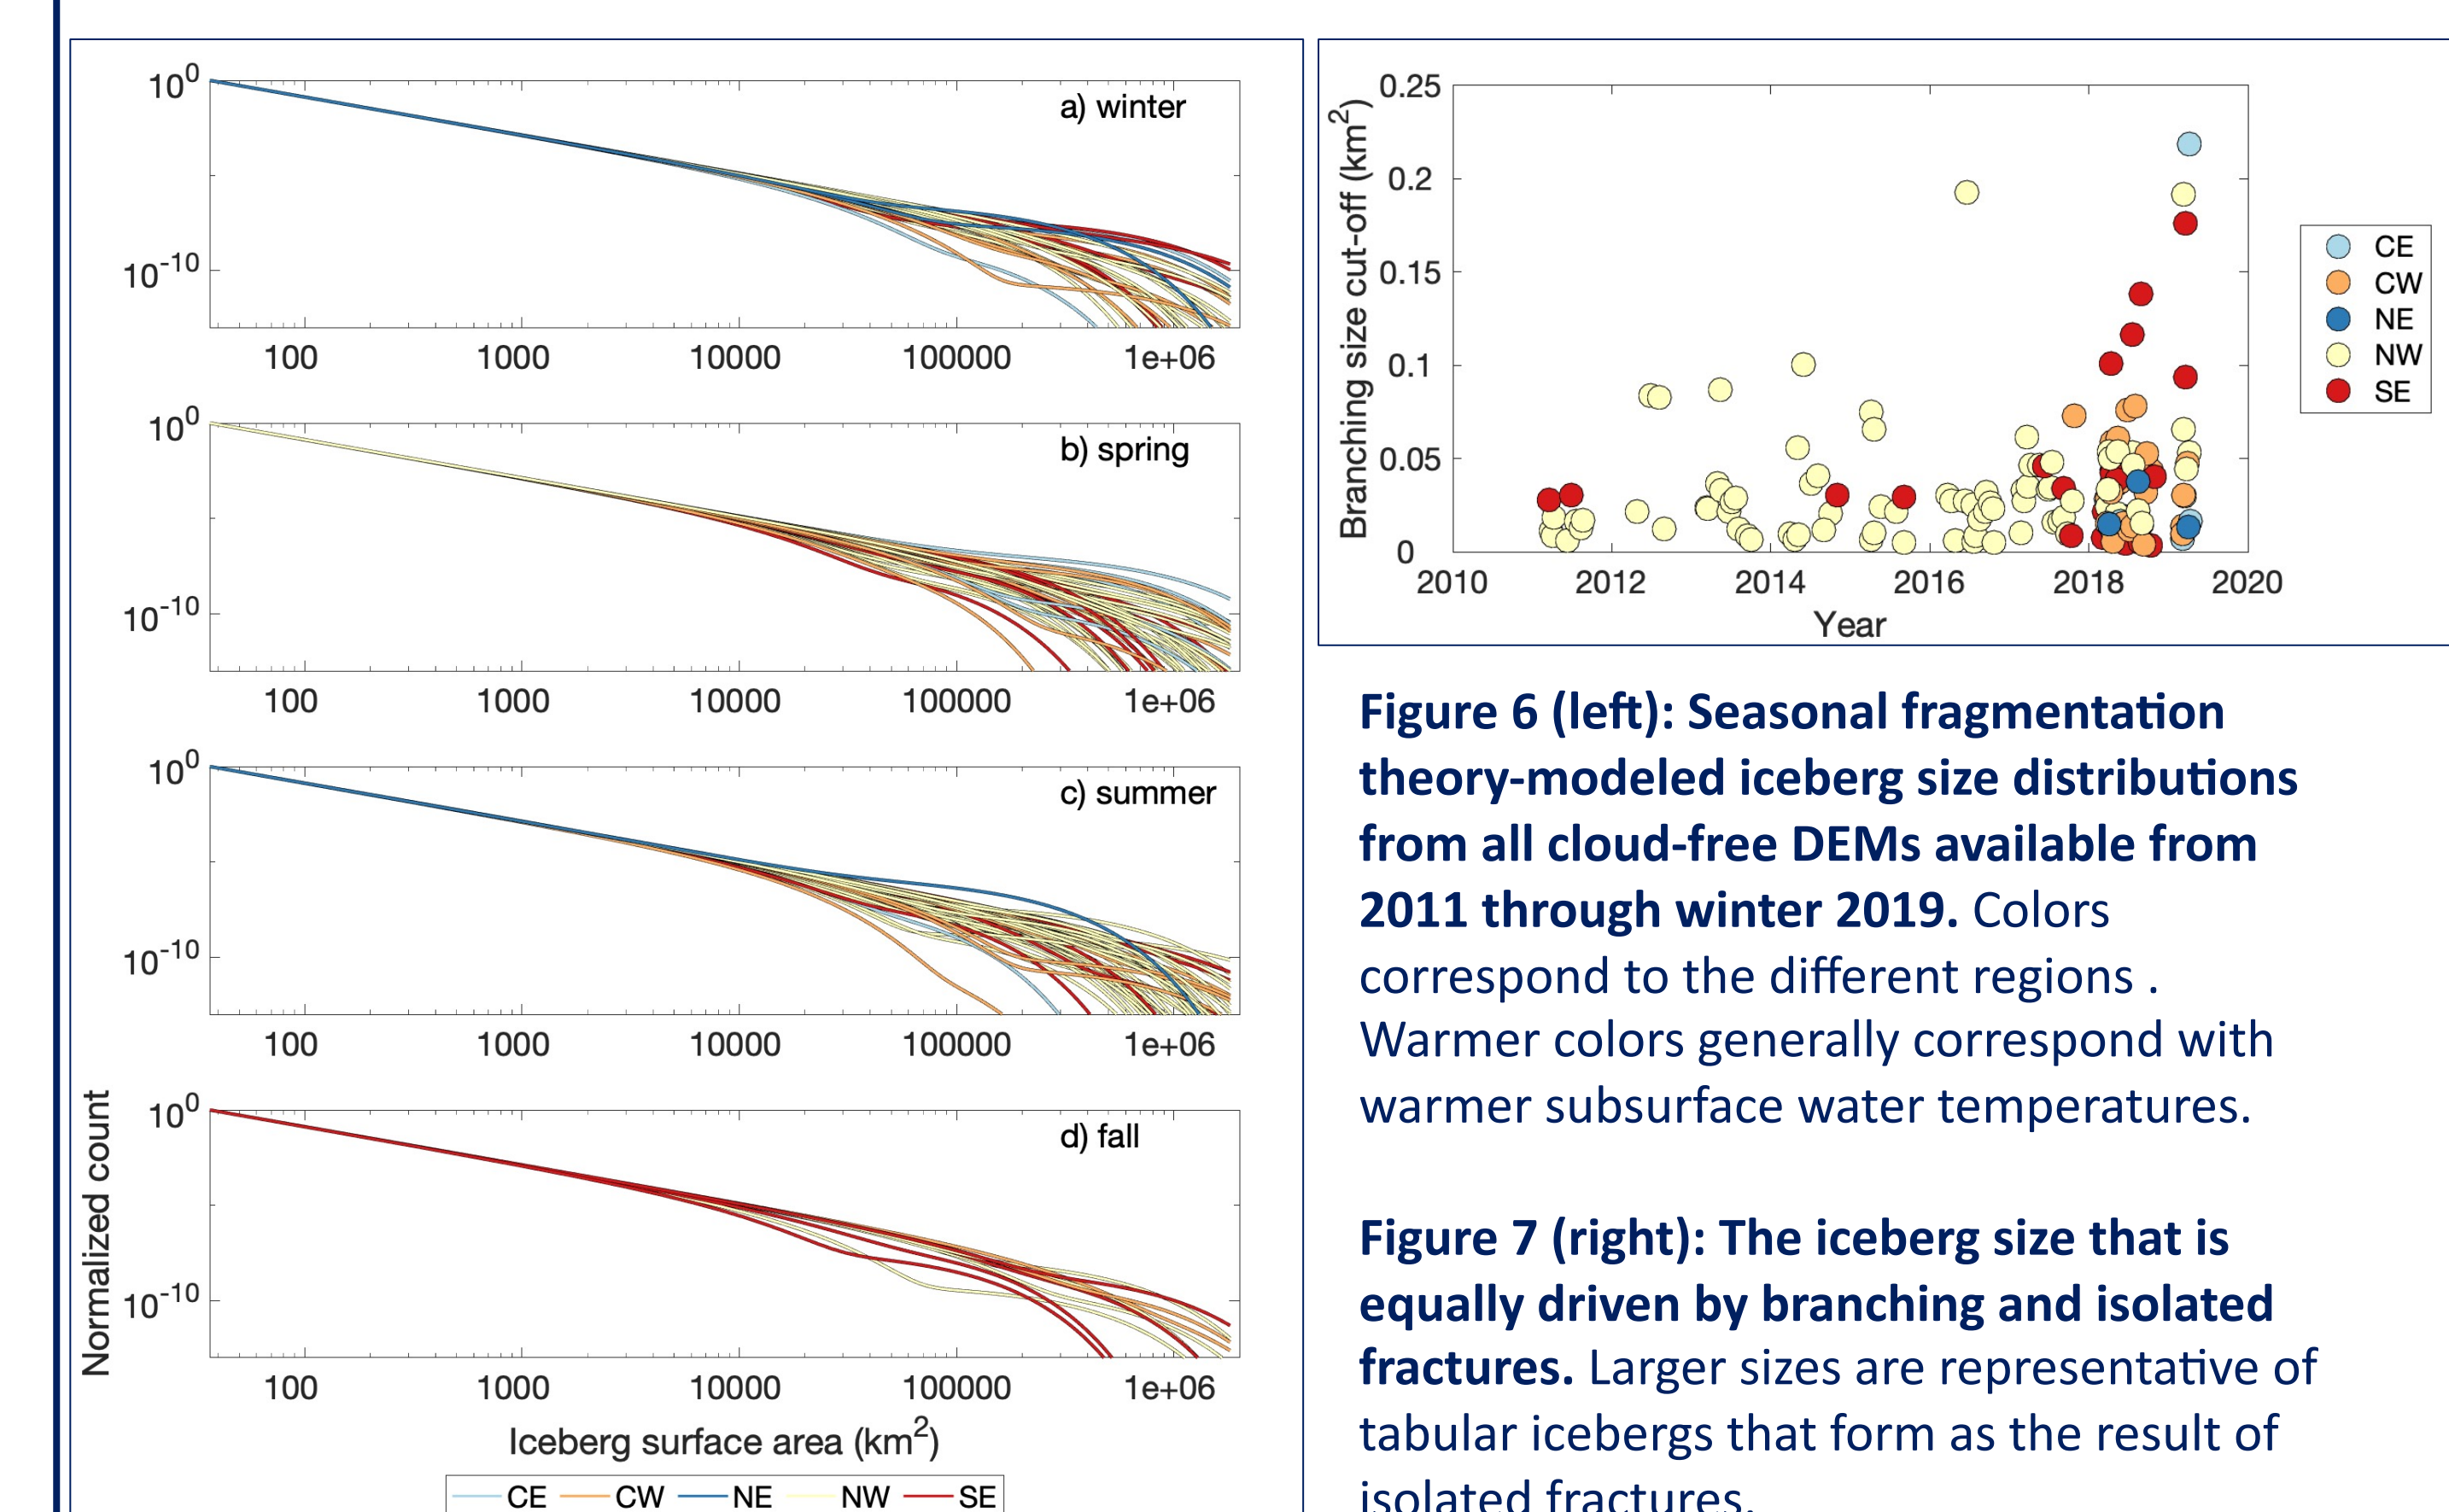 10^0
10^-10
a) winter
100 1000 10000 100000 1e+06
10^0
10^-10
b) spring
100 1000 10000 100000 1e+06
10^0
10^-10
c) summer
100 1000 10000 100000 1e+06
Normalized count
10^0
10^-10
d) fall
100 1000 10000 100000 1e+06
Iceberg surface area (km^2)
CE CW NE NW SE
Branching size cut-off (km^2)
0.25
0.2
0.15
0.1
0.05
0
2010 2012 2014 2016 2018 2020
Year
CE
CW
NE
NW
SE
Figure 6 (left): Seasonal fragmentation
theory-modeled iceberg size distributions
from all cloud-free DEMs available from
2011 through winter 2019. Colors
correspond to the different regions .
Warmer colors generally correspond with
warmer subsurface water temperatures.
Figure 7 (right): The iceberg size that is
equally driven by branching and isolated
fractures. Larger sizes are representative of
tabular icebergs that form as the result of
isolated fractures.